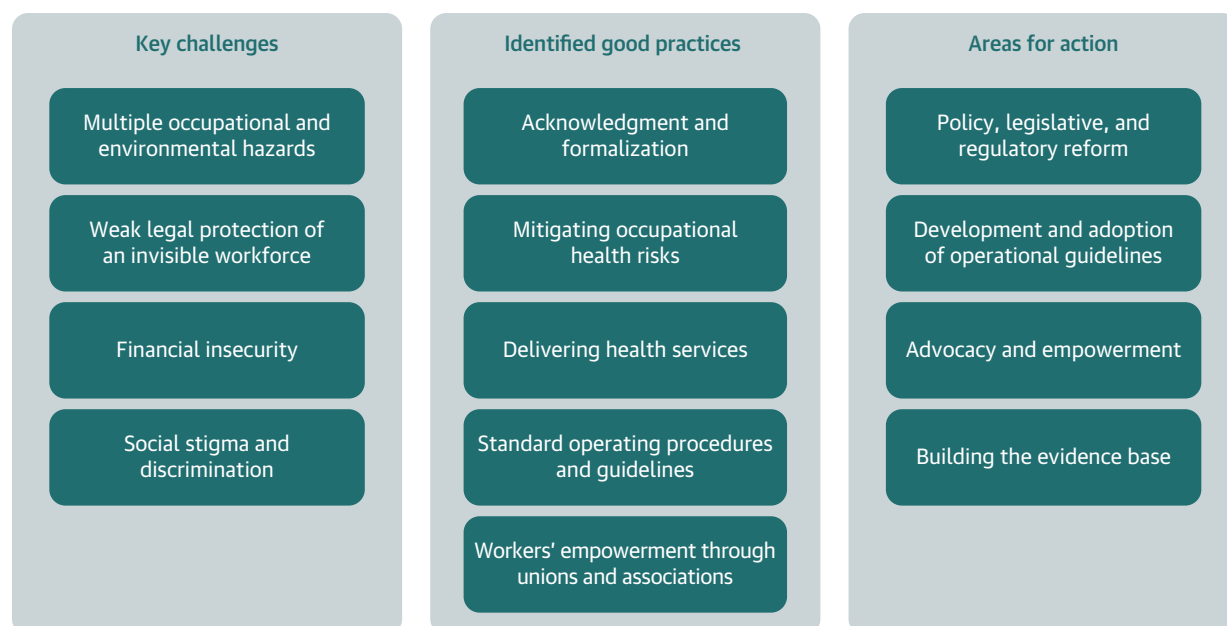 Key challenges
Multiple occupational and
environmental hazards
Weak legal protection of
an invisible workforce
Financial insecurity
Social stigma and
discrimination
Identified good practices
Acknowledgment and
formalization
Mitigating occupational
health risks
Delivering health services
Standard operating procedures
and guidelines
Workers’ empowerment through
unions and associations
Areas for action
Policy, legislative, and
regulatory reform
Development and adoption
of operational guidelines
Advocacy and empowerment
Building the evidence base